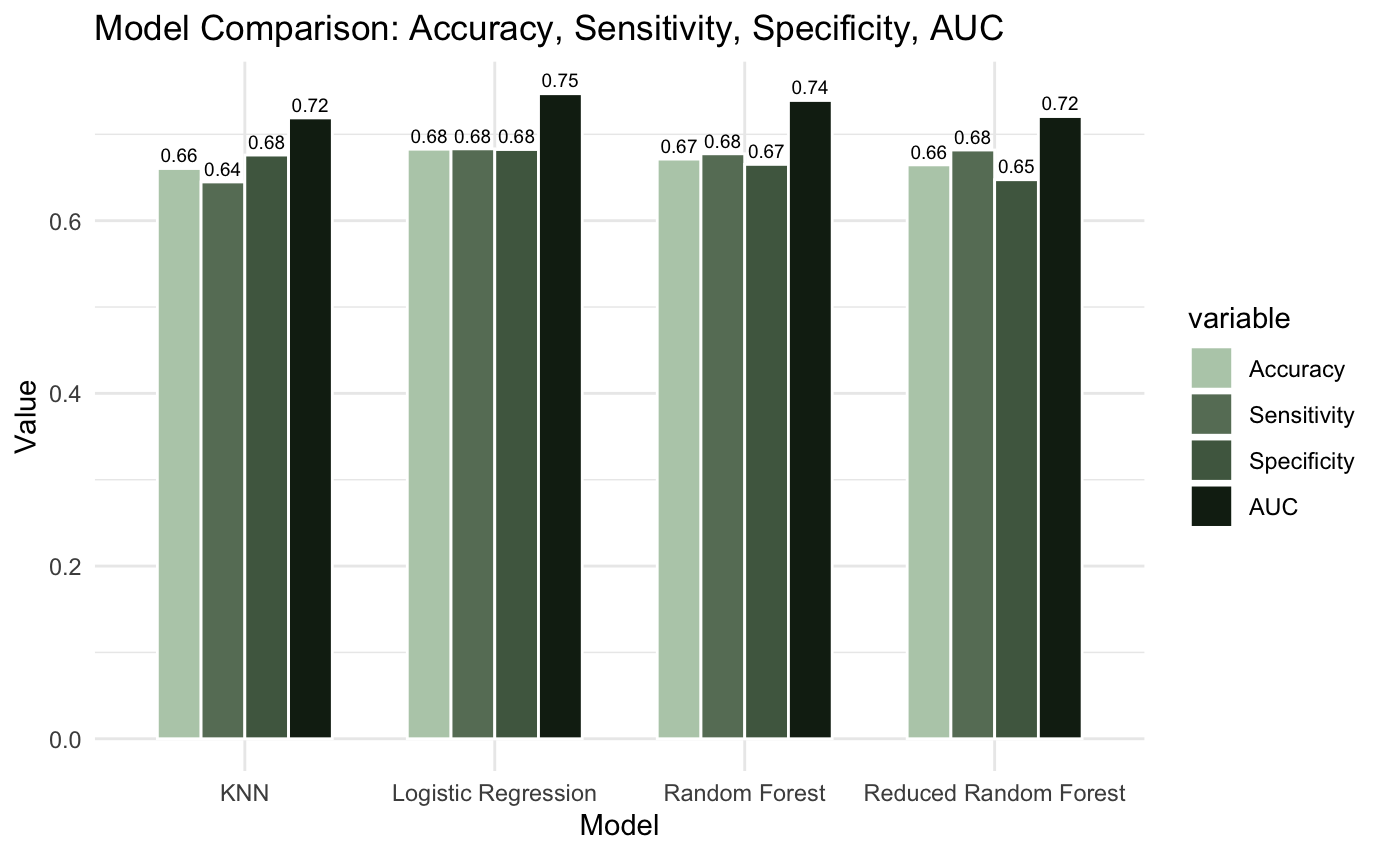 Model Comparison: Accuracy, Sensitivity, Specificity, AUC
0.66 0.64 0.68 0.72
0.68 0.68 0.68 0.75
0.67 0.68 0.67 0.74
0.66 0.68 0.65 0.72
Value
0.6
0.4
0.2
0.0
KNN Logistic Regression Random Forest Reduced Random Forest
Model
variable
Accuracy
Sensitivity
Specificity
AUC